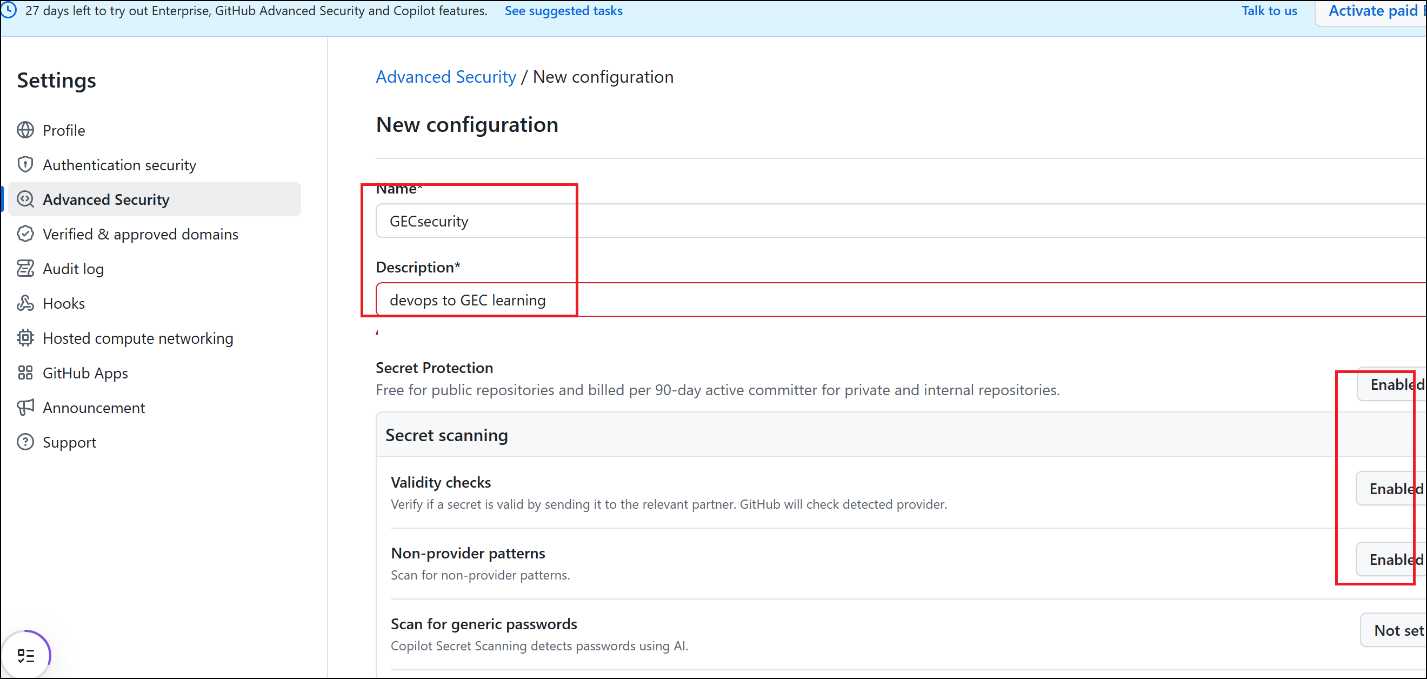 27 days left to try out Enterprise, GitHub Advanced Security and Copilot features. See suggested tasks Talk to us Activate paid
Settings
Profile
Authentication security
Advanced Security
Verified & approved domains
Audit log
Hooks
Hosted compute networking
GitHub Apps
Announcement
Support
Advanced Security / New configuration
New configuration
Name*
GECsecurity
Description*
devops to GEC learning
Secret Protection
Free for public repositories and billed per 90-day active committer for private and internal repositories.
Enabled
Secret scanning
Validity checks
Verify if a secret is valid by sending it to the relevant partner. GitHub will check detected provider.
Enabled
Non-provider patterns
Scan for non-provider patterns.
Enabled
Scan for generic passwords
Copilot Secret Scanning detects passwords using AI.
Not set